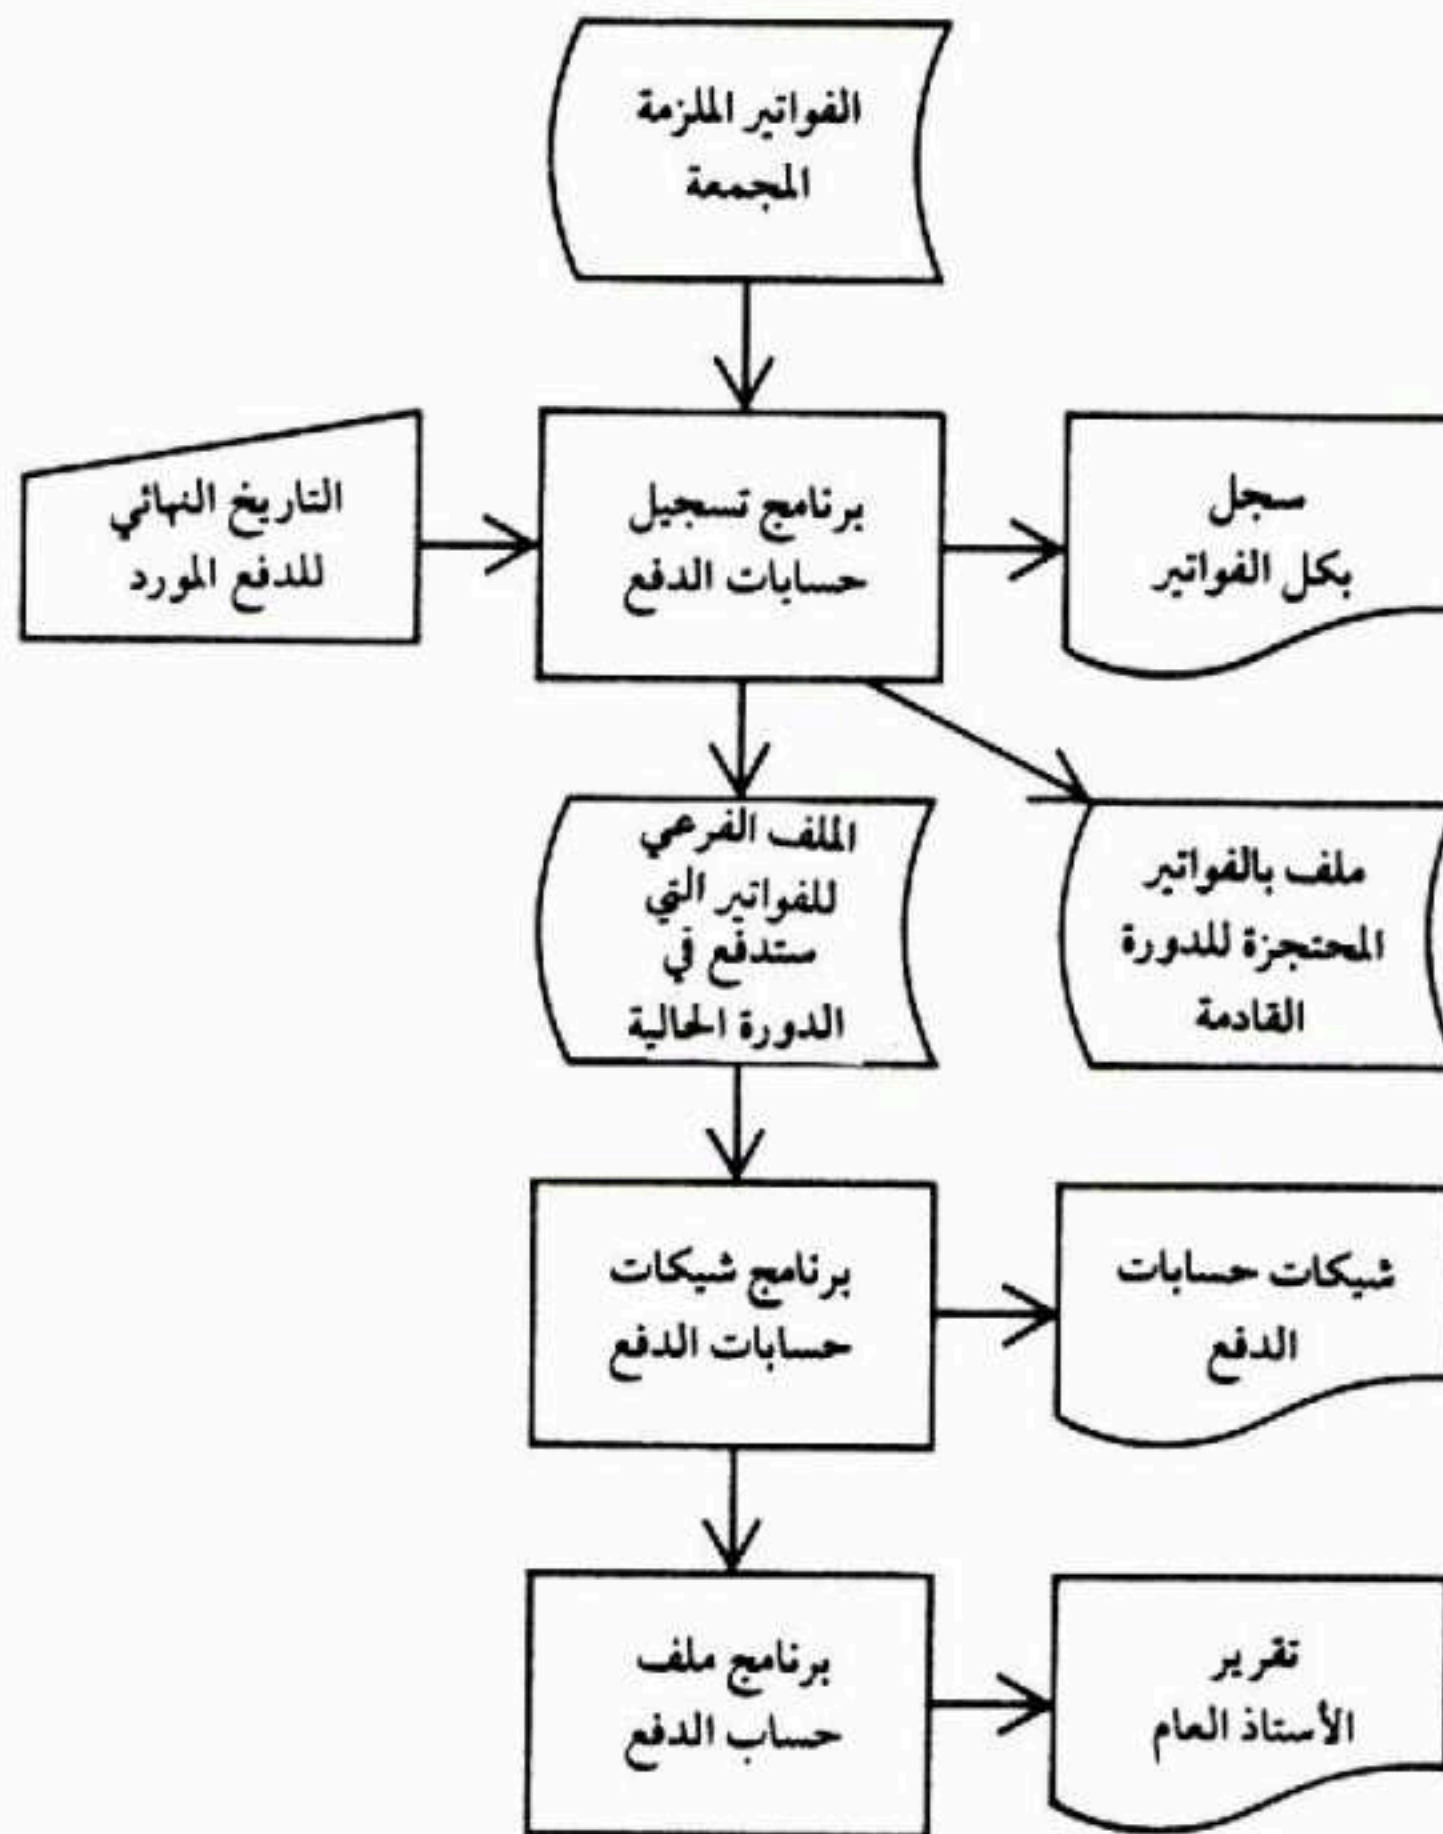 الفواتير الملزمة
المجمعة
التاريخ النهائي
للدفع المورد
برنامج تسجيل
حسابات الدفع
سجل
بكل الفواتير
الملف الفرعي
للفواتير التي
ستدفع في
الدورة الحالية
ملف بالفواتير
المحتجزة للدورة
القادمة
برنامج شيكات
حسابات الدفع
شيكات حسابات
الدفع
برنامج ملف
حساب الدفع
تقرير
الأستاذ العام